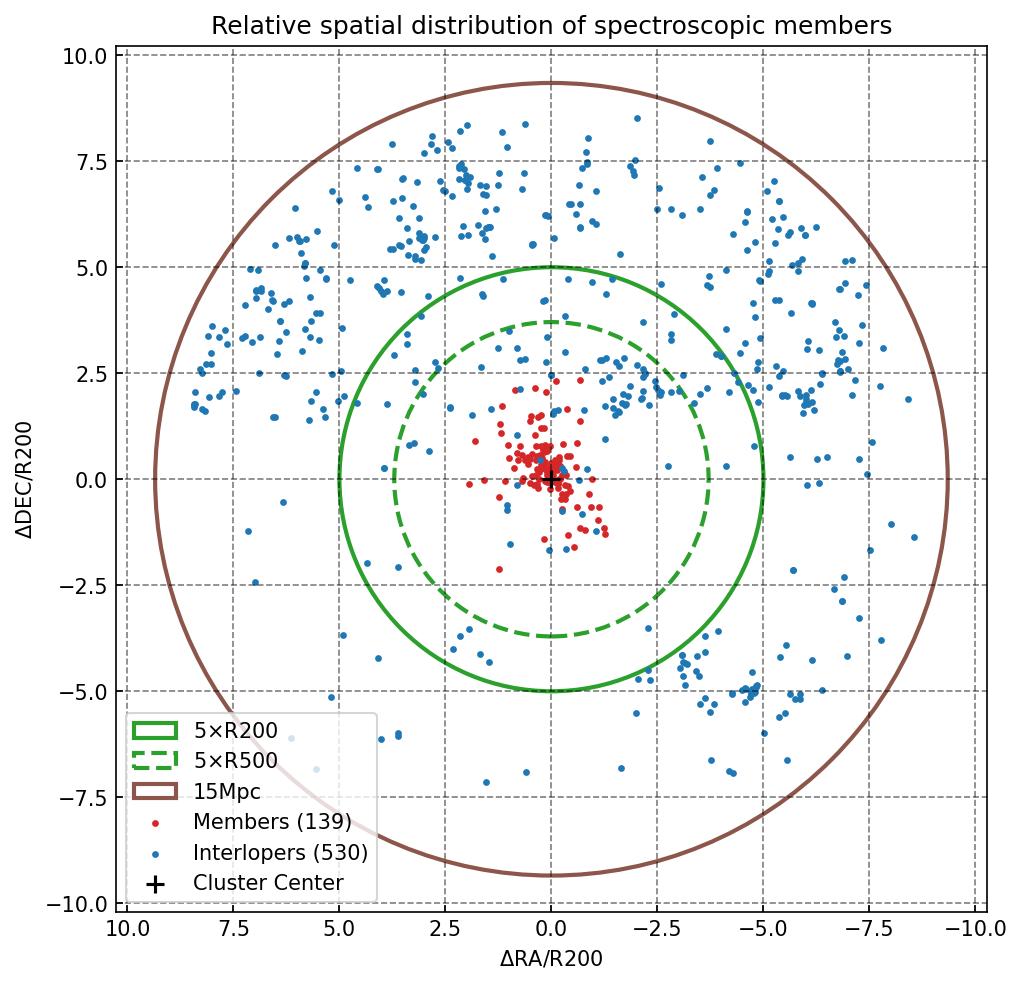 Relative spatial distribution of spectroscopic members
10.0
7.5
5.0
2.5
0.0
−2.5
−5.0
−7.5
−10.0
ΔDEC/R200
5×R200
5×R500
15Mpc
Members (139)
Interlopers (530)
Cluster Center
10.0 7.5 5.0 2.5 0.0 −2.5 −5.0 −7.5 −10.0
ΔRA/R200